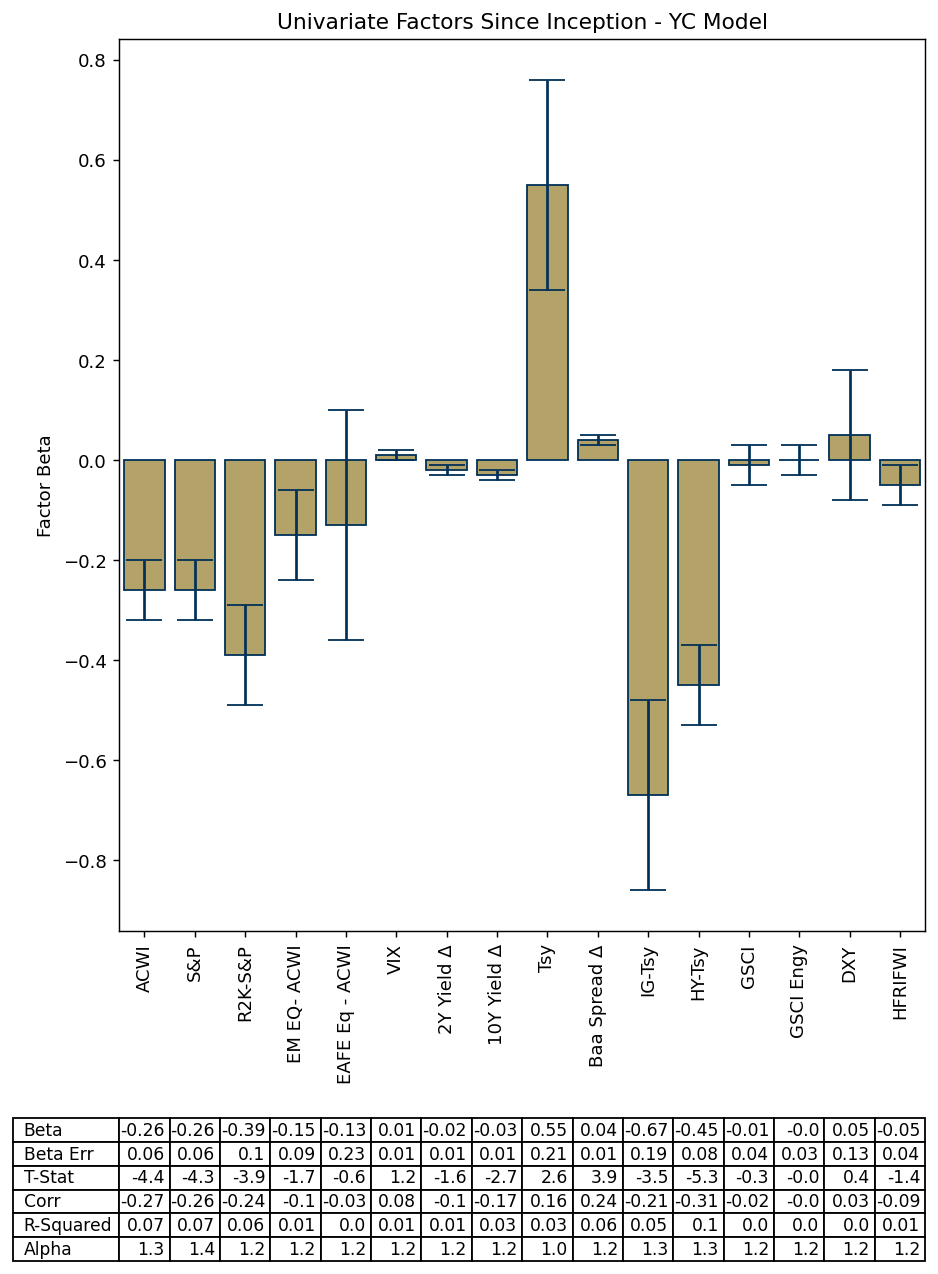 Univariate Factors Since Inception - YC Model
Factor Beta
0.8
0.6
0.4
0.2
0.0
−0.2
−0.4
−0.6
−0.8
ACWI
S&P
R2K-S&P
EM EQ- ACWI
EAFE Eq - ACWI
VIX
2Y Yield Δ
10Y Yield Δ
Tsy
Baa Spread Δ
IG-Tsy
HY-Tsy
GSCI
GSCI Engy
DXY
HFRIFWI
Beta -0.26 -0.26 -0.39 -0.15 -0.13 0.01 -0.02 -0.03 0.55 0.04 -0.67 -0.45 -0.01 -0.0 0.05 -0.05
Beta Err 0.06 0.06 0.1 0.09 0.23 0.01 0.01 0.01 0.21 0.01 0.19 0.08 0.04 0.03 0.13 0.04
T-Stat -4.4 -4.3 -3.9 -1.7 -0.6 1.2 -1.6 -2.7 2.6 3.9 -3.5 -5.3 -0.3 -0.0 0.4 -1.4
Corr -0.27 -0.26 -0.24 -0.1 -0.03 0.08 -0.1 -0.17 0.16 0.24 -0.21 -0.31 -0.02 -0.0 0.03 -0.09
R-Squared 0.07 0.07 0.06 0.01 0.0 0.01 0.01 0.03 0.03 0.06 0.05 0.1 0.0 0.0 0.0 0.01
Alpha 1.3 1.4 1.2 1.2 1.2 1.2 1.2 1.2 1.0 1.2 1.3 1.3 1.2 1.2 1.2 1.2